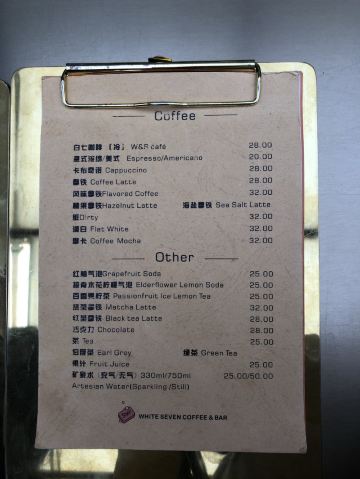 Coffee
白七咖啡 【冷】 W&S café 28.00
意式浓缩/美式 Espresso/Americano 20.00
卡布奇诺 Cappuccino 28.00
拿铁 Coffee Latte 28.00
风味拿铁Flavored Coffee 32.00
榛果拿铁Hazelnut Latte 海盐拿铁 Sea Salt Latte 32.00
脏Dirty 32.00
澳白 Flat White 32.00
摩卡 Coffee Mocha 32.00
Other
红柚气泡Grapefruit Soda 25.00
接骨木花柠檬气泡 Elderflower Lemon Soda 25.00
百香果柠茶 Passionfruit Ice Lemon Tea 25.00
抹茶拿铁 Matcha Latte 32.00
红茶拿铁 Black tea Latte 28.00
巧克力 Chocolate 28.00
茶 Tea 25.00
伯爵茶 Earl Grey 绿茶 Green Tea
果汁 Fruit Juice 25.00
矿泉水 (充气/无气) 330ml/750ml 25.00/50.00
Artesian Water(Sparkling/Still)
WHITE SEVEN COFFEE & BAR